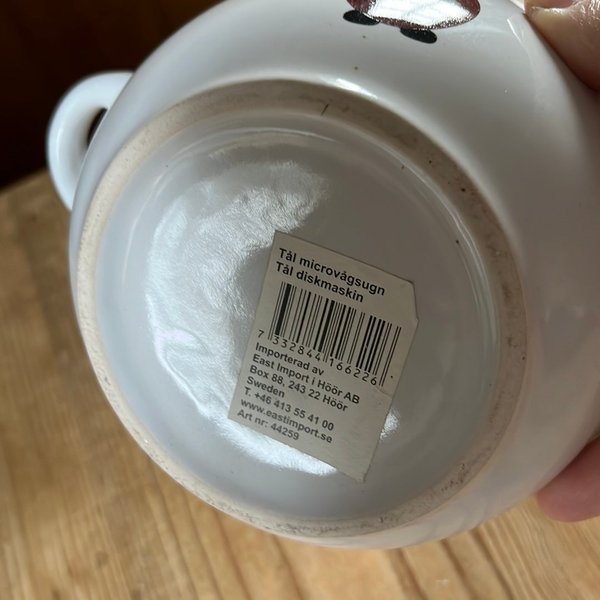 Tål microvågsugn
Tål diskmaskin
7 332844 166226
Importerad av
East Import i Höör AB
Box 88, 243 22 Höör
Sweden
T. +46 413 55 41 00
www.eastimport.se
Art nr: 44259